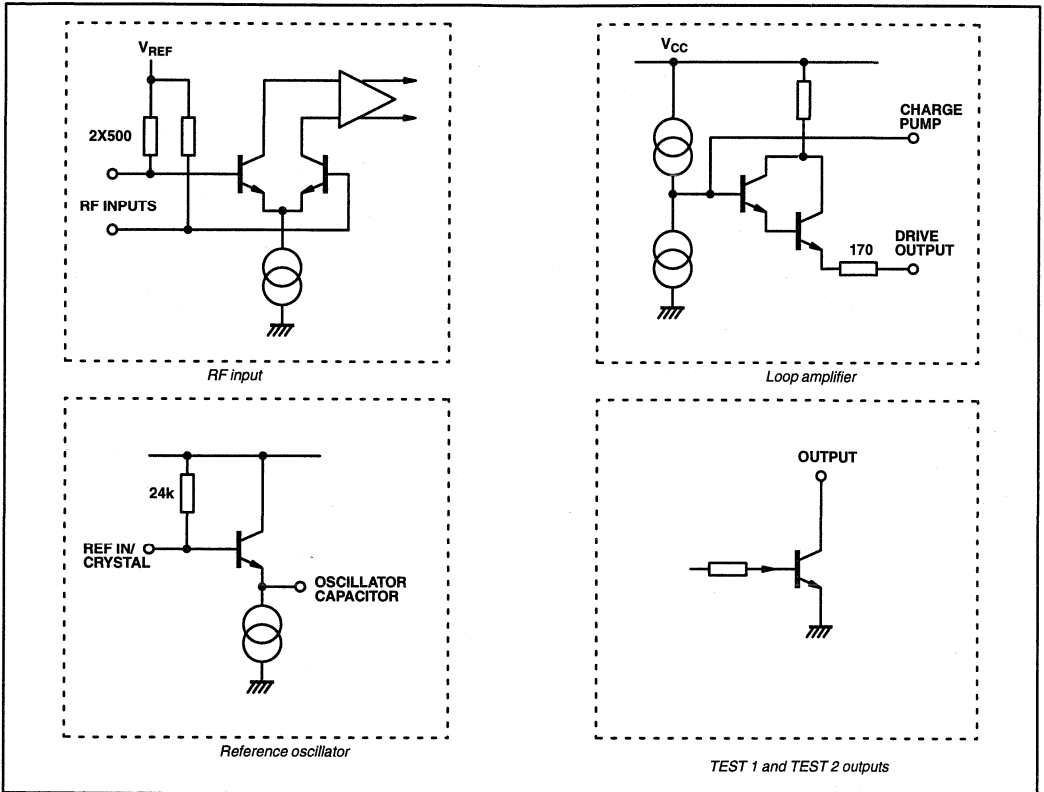 VREF
2X500
RF INPUTS
RF input
VCC
CHARGE
PUMP
170
DRIVE
OUTPUT
Loop amplifier
24k
REF IN/
CRYSTAL
OSCILLATOR
CAPACITOR
Reference oscillator
OUTPUT
TEST 1 and TEST 2 outputs